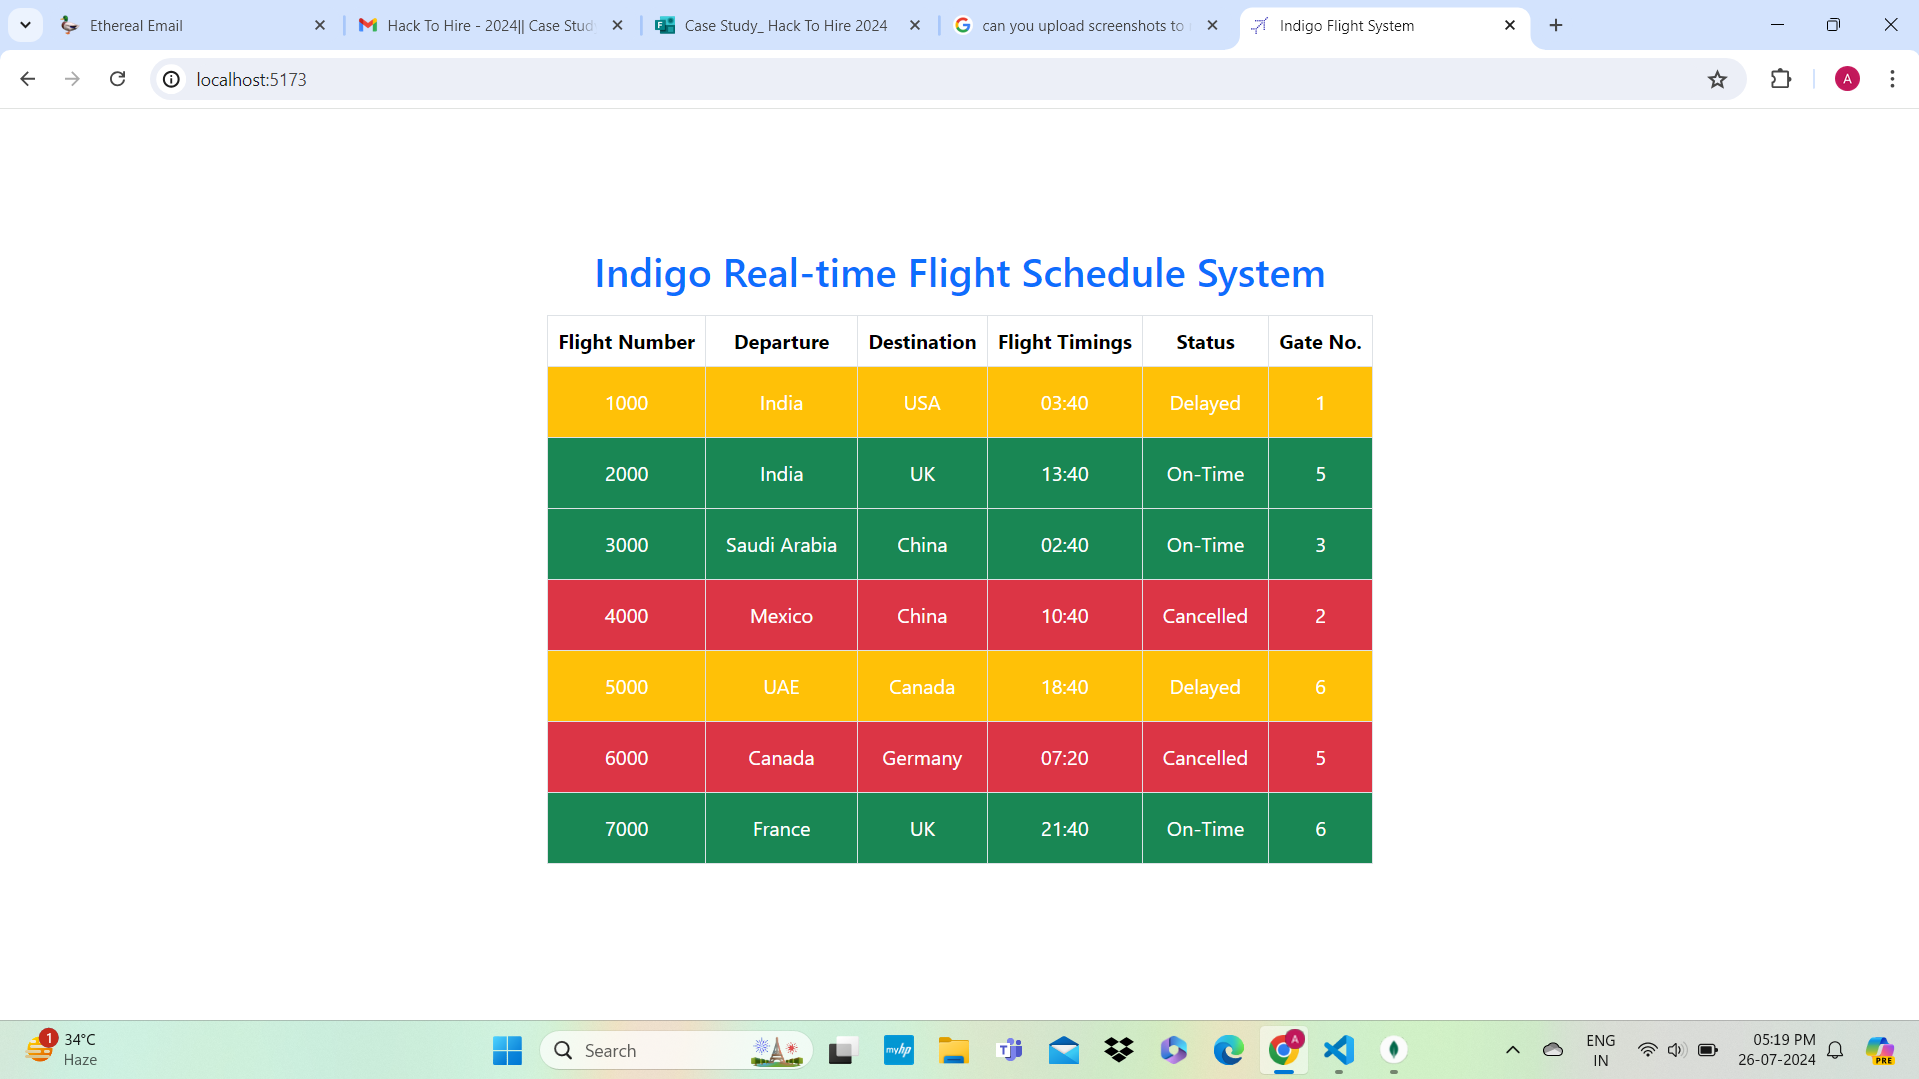 Ethereal Email
Hack To Hire - 2024|| Case Stud
Case Study_ Hack To Hire 2024
can you upload screenshots to
Indigo Flight System
localhost:5173
A
Indigo Real-time Flight Schedule System
Flight Number Departure Destination Flight Timings Status Gate No.
1000 India USA 03:40 Delayed 1
2000 India UK 13:40 On-Time 5
3000 Saudi Arabia China 02:40 On-Time 3
4000 Mexico China 10:40 Cancelled 2
5000 UAE Canada 18:40 Delayed 6
6000 Canada Germany 07:20 Cancelled 5
7000 France UK 21:40 On-Time 6
1
34°C
Haze
Search
myhp
A
ENG
IN
05:19 PM
26-07-2024
PRE